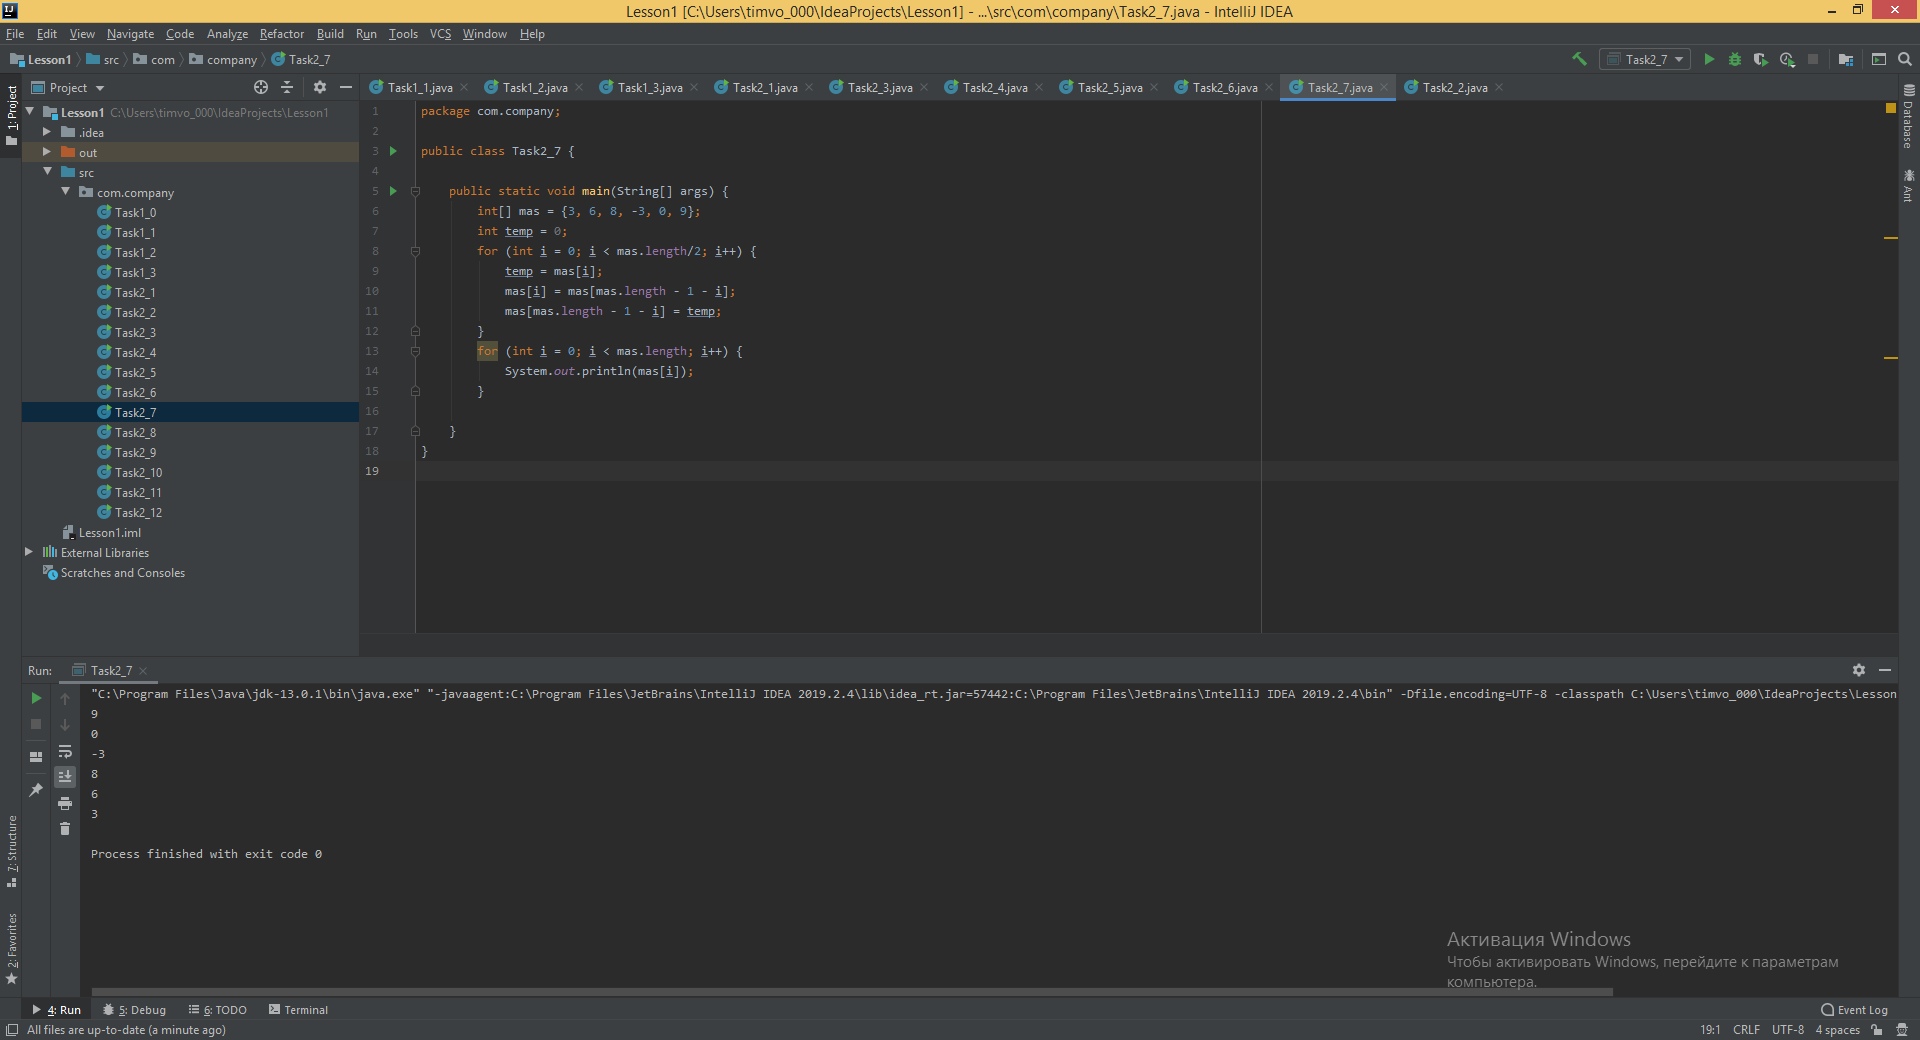 Lesson1 [C:\Users\timvo_000\IdeaProjects\Lesson1] - ...\src\com\company\Task2_7.java - IntelliJ IDEA
File Edit View Navigate Code Analyze Refactor Build Run Tools VCS Window Help
Lesson1 src com company Task2_7
Task2_7
Project
Task1_1.java Task1_2.java Task1_3.java Task2_1.java Task2_3.java Task2_4.java Task2_5.java Task2_6.java Task2_7.java Task2_2.java
1: Project
Lesson1 C:\Users\timvo_000\IdeaProjects\Lesson1
.idea
out
src
com.company
Task1_0
Task1_1
Task1_2
Task1_3
Task2_1
Task2_2
Task2_3
Task2_4
Task2_5
Task2_6
Task2_7
Task2_8
Task2_9
Task2_10
Task2_11
Task2_12
Lesson1.iml
External Libraries
Scratches and Consoles
1 package com.company;
2
3 public class Task2_7 {
4
5 public static void main(String[] args) {
6 int[] mas = {3, 6, 8, -3, 0, 9};
7 int temp = 0;
8 for (int i = 0; i < mas.length/2; i++) {
9 temp = mas[i];
10 mas[i] = mas[mas.length - 1 - i];
11 mas[mas.length - 1 - i] = temp;
12 }
13 for (int i = 0; i < mas.length; i++) {
14 System.out.println(mas[i]);
15 }
16
17 }
18 }
19
Database
Ant
Run: Task2_7
"C:\Program Files\Java\jdk-13.0.1\bin\java.exe" "-javaagent:C:\Program Files\JetBrains\IntelliJ IDEA 2019.2.4\lib\idea_rt.jar=57442:C:\Program Files\JetBrains\IntelliJ IDEA 2019.2.4\bin" -Dfile.encoding=UTF-8 -classpath C:\Users\timvo_000\IdeaProjects\Lesson
9
0
-3
8
6
3
Process finished with exit code 0
7: Structure
2: Favorites
Активация Windows
Чтобы активировать Windows, перейдите к параметрам
компьютера.
4: Run 5: Debug 6: TODO Terminal Event Log
All files are up-to-date (a minute ago) 19:1 CRLF UTF-8 4 spaces